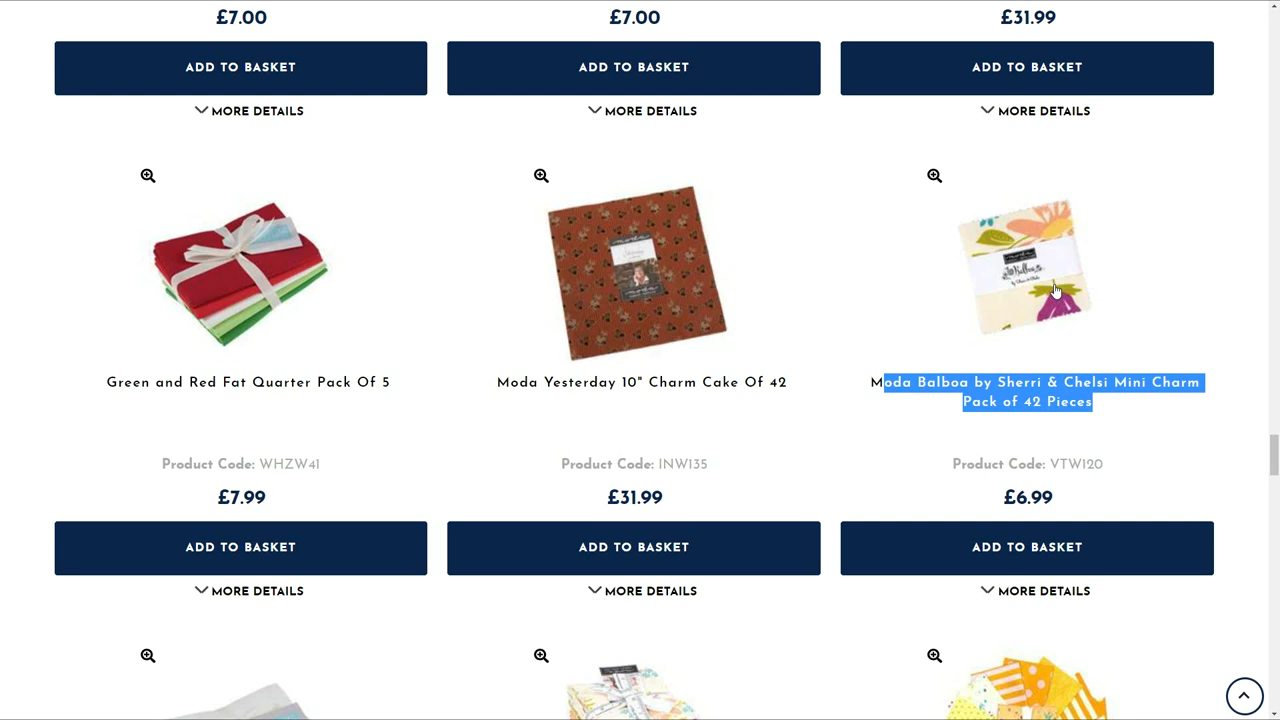 £7.00
£7.00
£31.99
ADD TO BASKET
ADD TO BASKET
ADD TO BASKET
MORE DETAILS
MORE DETAILS
MORE DETAILS
Green and Red Fat Quarter Pack Of 5
Moda Yesterday 10" Charm Cake Of 42
Moda Balboa by Sherri & Chelsi Mini Charm
Pack of 42 Pieces
Product Code: WHZW41
Product Code: INW135
Product Code: VTW120
£7.99
£31.99
£6.99
ADD TO BASKET
ADD TO BASKET
ADD TO BASKET
MORE DETAILS
MORE DETAILS
MORE DETAILS